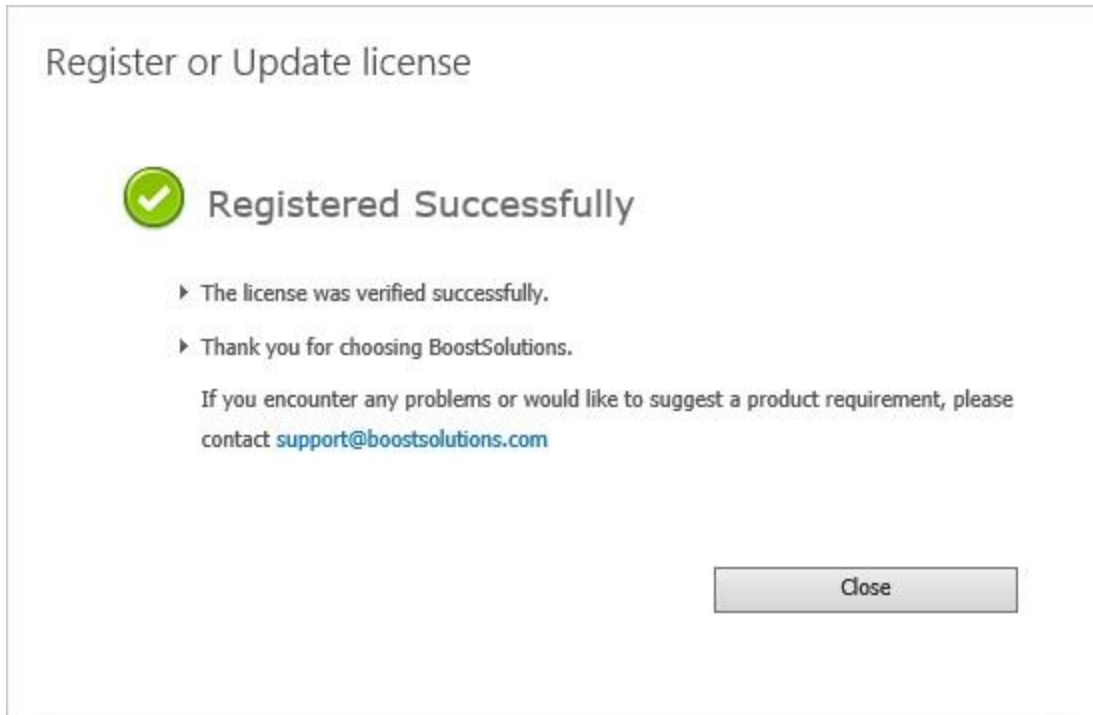 Register or Update license
Registered Successfully
The license was verified successfully.
Thank you for choosing BoostSolutions.
If you encounter any problems or would like to suggest a product requirement, please
contact support@boostsolutions.com
Close